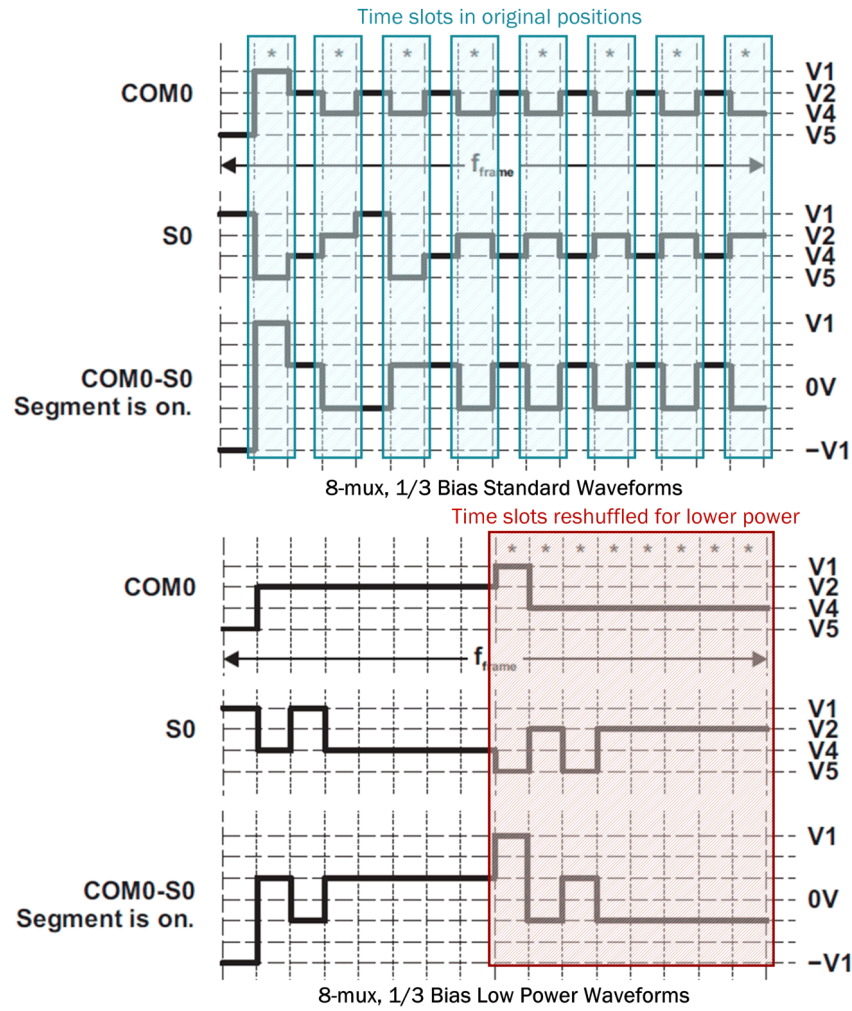 Time slots in original positions
* * * * * * * *
COM0
V1
V2
V4
V5
fframe
S0
V1
V2
V4
V5
COM0-S0
Segment is on.
V1
0V
−V1
8-mux, 1/3 Bias Standard Waveforms
Time slots reshuffled for lower power
* * * * * * * *
COM0
V1
V2
V4
V5
fframe
S0
V1
V2
V4
V5
COM0-S0
Segment is on.
V1
0V
−V1
8-mux, 1/3 Bias Low Power Waveforms